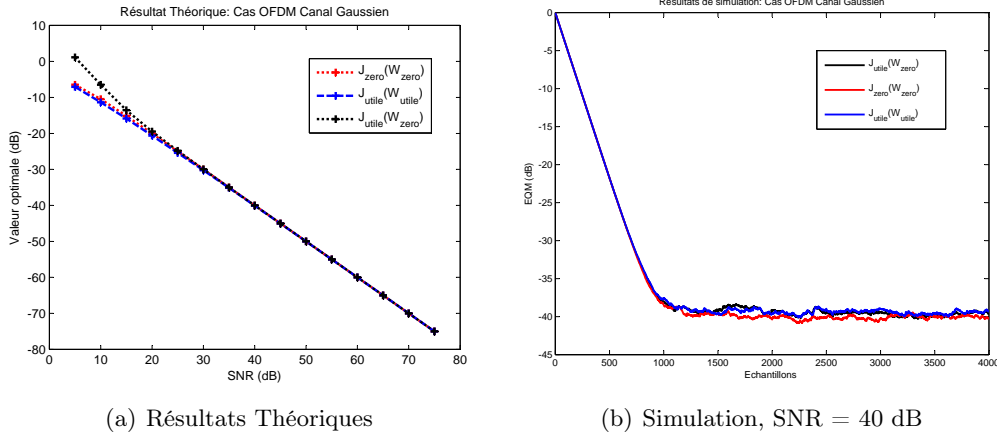 Résultat Théorique: Cas OFDM Canal Gaussien
10
0
-10
-20
-30
-40
-50
-60
-70
-80
0 10 20 30 40 50 60 70 80
Valeur optimale (dB)
SNR (dB)
J_zero(W_zero)
J_utile(W_utile)
J_utile(W_zero)
(a) Résultats Théoriques
Résultats de simulation: Cas OFDM Canal Gaussien
0
-5
-10
-15
-20
-25
-30
-35
-40
-45
0 500 1000 1500 2000 2500 3000 3500 4000
EQM (dB)
Echantillons
J_utile(W_zero)
J_zero(W_zero)
J_utile(W_utile)
(b) Simulation, SNR = 40 dB